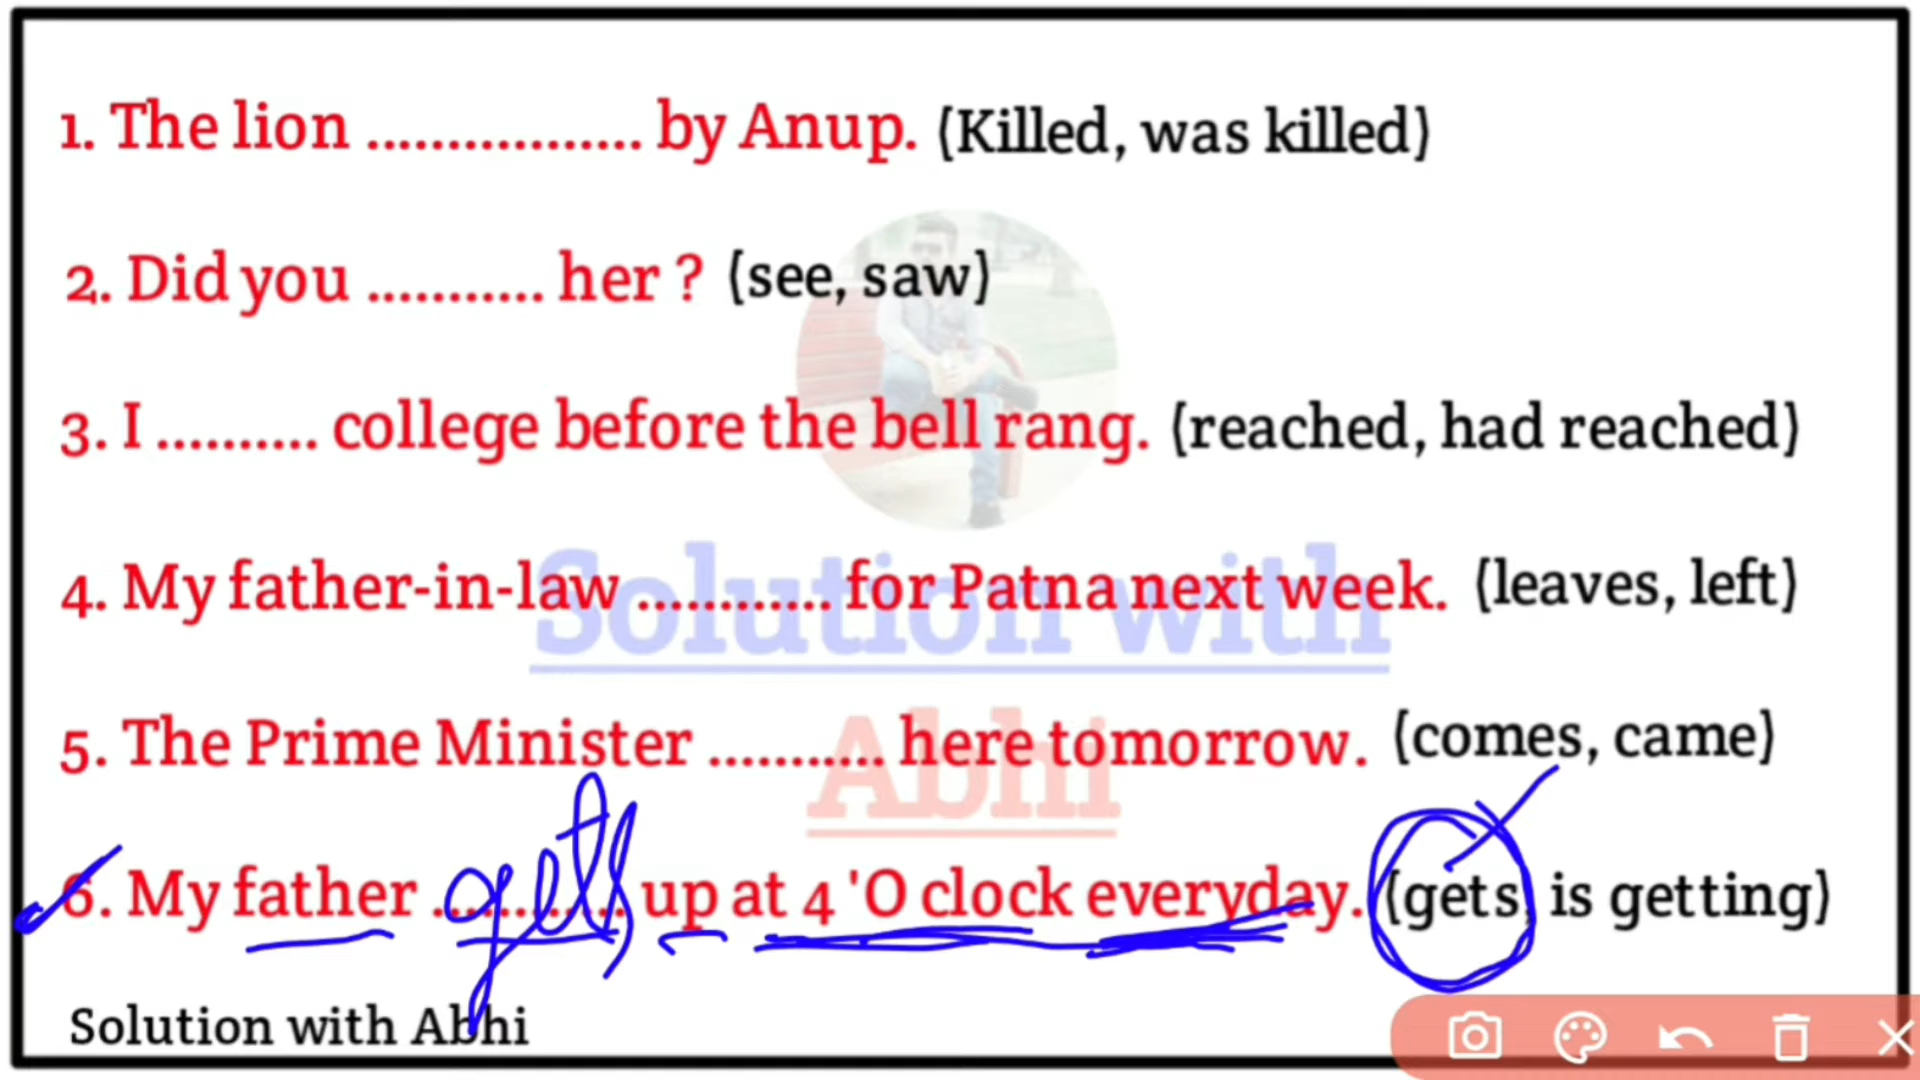 1. The lion ................. by Anup. (Killed, was killed)
2. Did you ........... her ? (see, saw)
3. I .......... college before the bell rang. (reached, had reached)
4. My father-in-law ............ for Patna next week. (leaves, left)
Solution with
5. The Prime Minister ........... here tomorrow. (comes, came)
Abhi
6. My father ............ gets up at 4 'O clock everyday. (gets, is getting)
Solution with Abhi